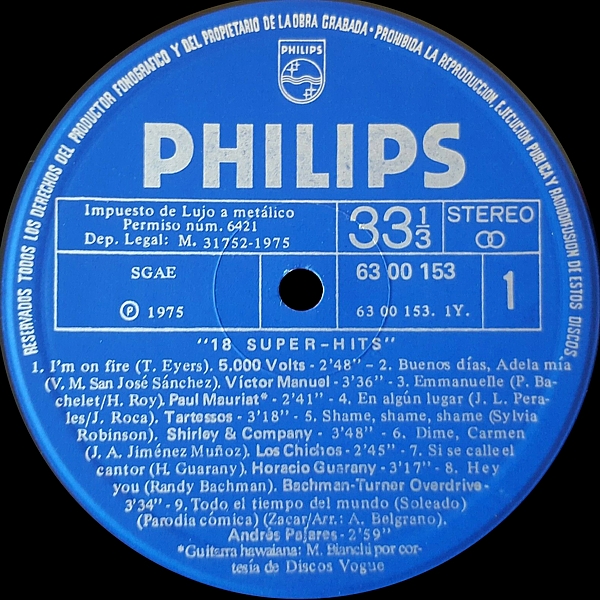 RESERVADOS TODOS LOS DERECHOS DEL PRODUCTOR FONOGRAFICO Y DEL PROPIETARIO DE LA OBRA GRABADA · PROHIBIDA LA REPRODUCCION, EJECUCION PUBLICA Y RADIODIFUSION DE ESTOS DISCOS
PHILIPS
PHILIPS
Impuesto de Lujo a metálico
Permiso núm. 6421
Dep. Legal: M. 31752-1975
33 1/3
STEREO
SGAE
℗ 1975
63 00 153
63 00 153. 1Y.
1
"18 SUPER-HITS"
1. I'm on fire (T. Eyers). 5.000 Volts - 2'48" - 2. Buenos días, Adela mía
(V. M. San José Sánchez). Víctor Manuel - 3'36" - 3. Emmanuelle (P. Ba-
chelet/H. Roy). Paul Mauriat* - 2'41" - 4. En algún lugar (J. L. Pera-
les/J. Roca). Tartessos - 3'18" - 5. Shame, shame, shame (Sylvia
Robinson). Shirley & Company - 3'48" - 6. Dime, Carmen
(J. A. Jiménez Muñoz). Los Chichos - 2'45" - 7. Si se calle el
cantor (H. Guarany). Horacio Guarany - 3'17" - 8. Hey
you (Randy Bachman). Bachman-Turner Overdrive -
3'34" - 9. Todo el tiempo del mundo (Soleado)
(Parodia cómica) (Zacar/Arr.: A. Belgrano).
Andrés Pajares - 2'59"
*Guitarra hawaiana: M. Bianchi por cor-
tesía de Discos Vogue